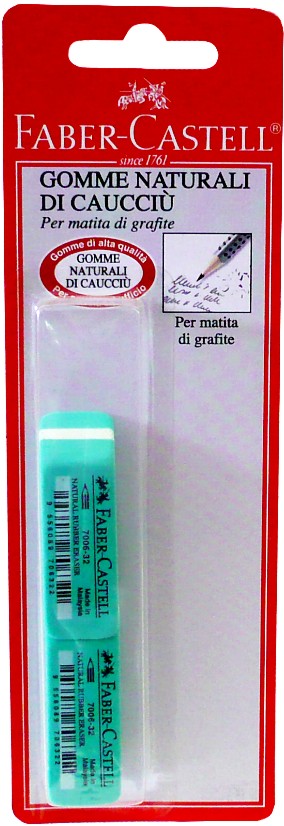 FABER-CASTELL®
since 1761
GOMME NATURALI
DI CAUCCIÙ
Per matita di grafite
Gomme di alta qualità
GOMME
NATURALI
DI CAUCCIÙ
Per matita
di grafite
FABER-CASTELL
7006-32
Made in
Malaysia
NATURAL RUBBER ERASER
FABER-CASTELL
7006-32
Made in
Malaysia
NATURAL RUBBER ERASER